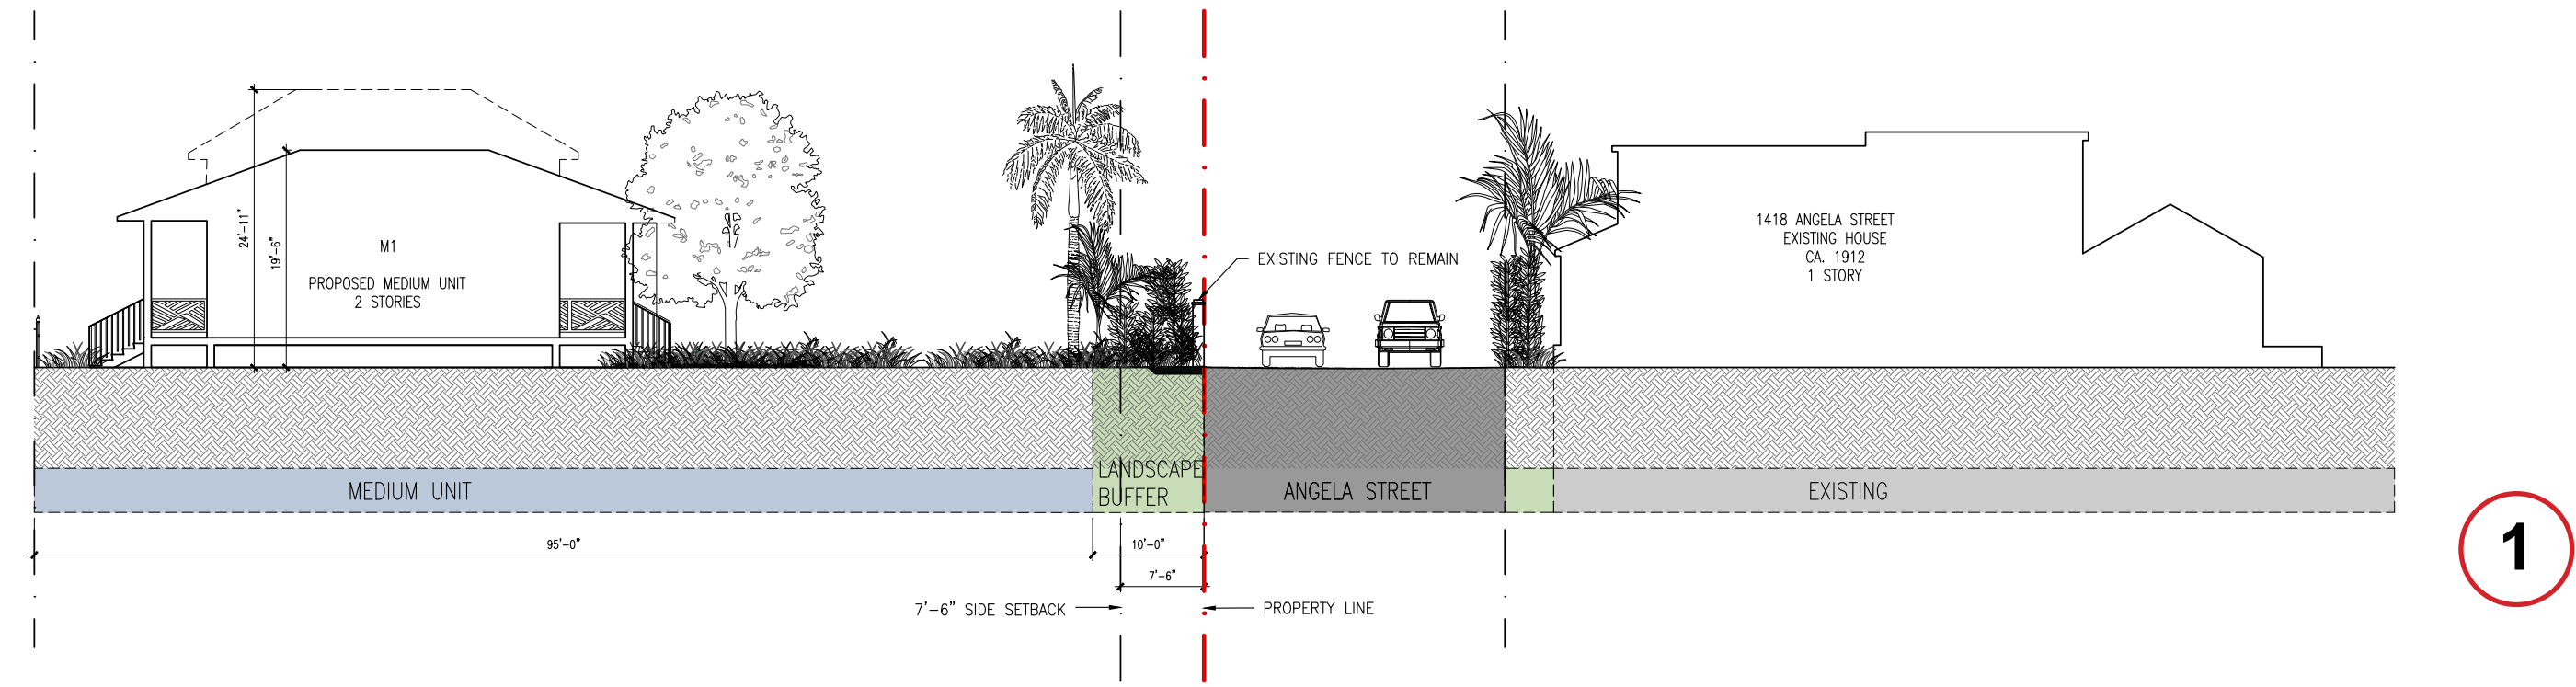 24'-11"
19'-6"
M1
PROPOSED MEDIUM UNIT
2 STORIES
EXISTING FENCE TO REMAIN
1418 ANGELA STREET
EXISTING HOUSE
CA. 1912
1 STORY
MEDIUM UNIT
LANDSCAPE
BUFFER
ANGELA STREET
EXISTING
95'-0"
10'-0"
7'-6"
7'-6" SIDE SETBACK
PROPERTY LINE
1